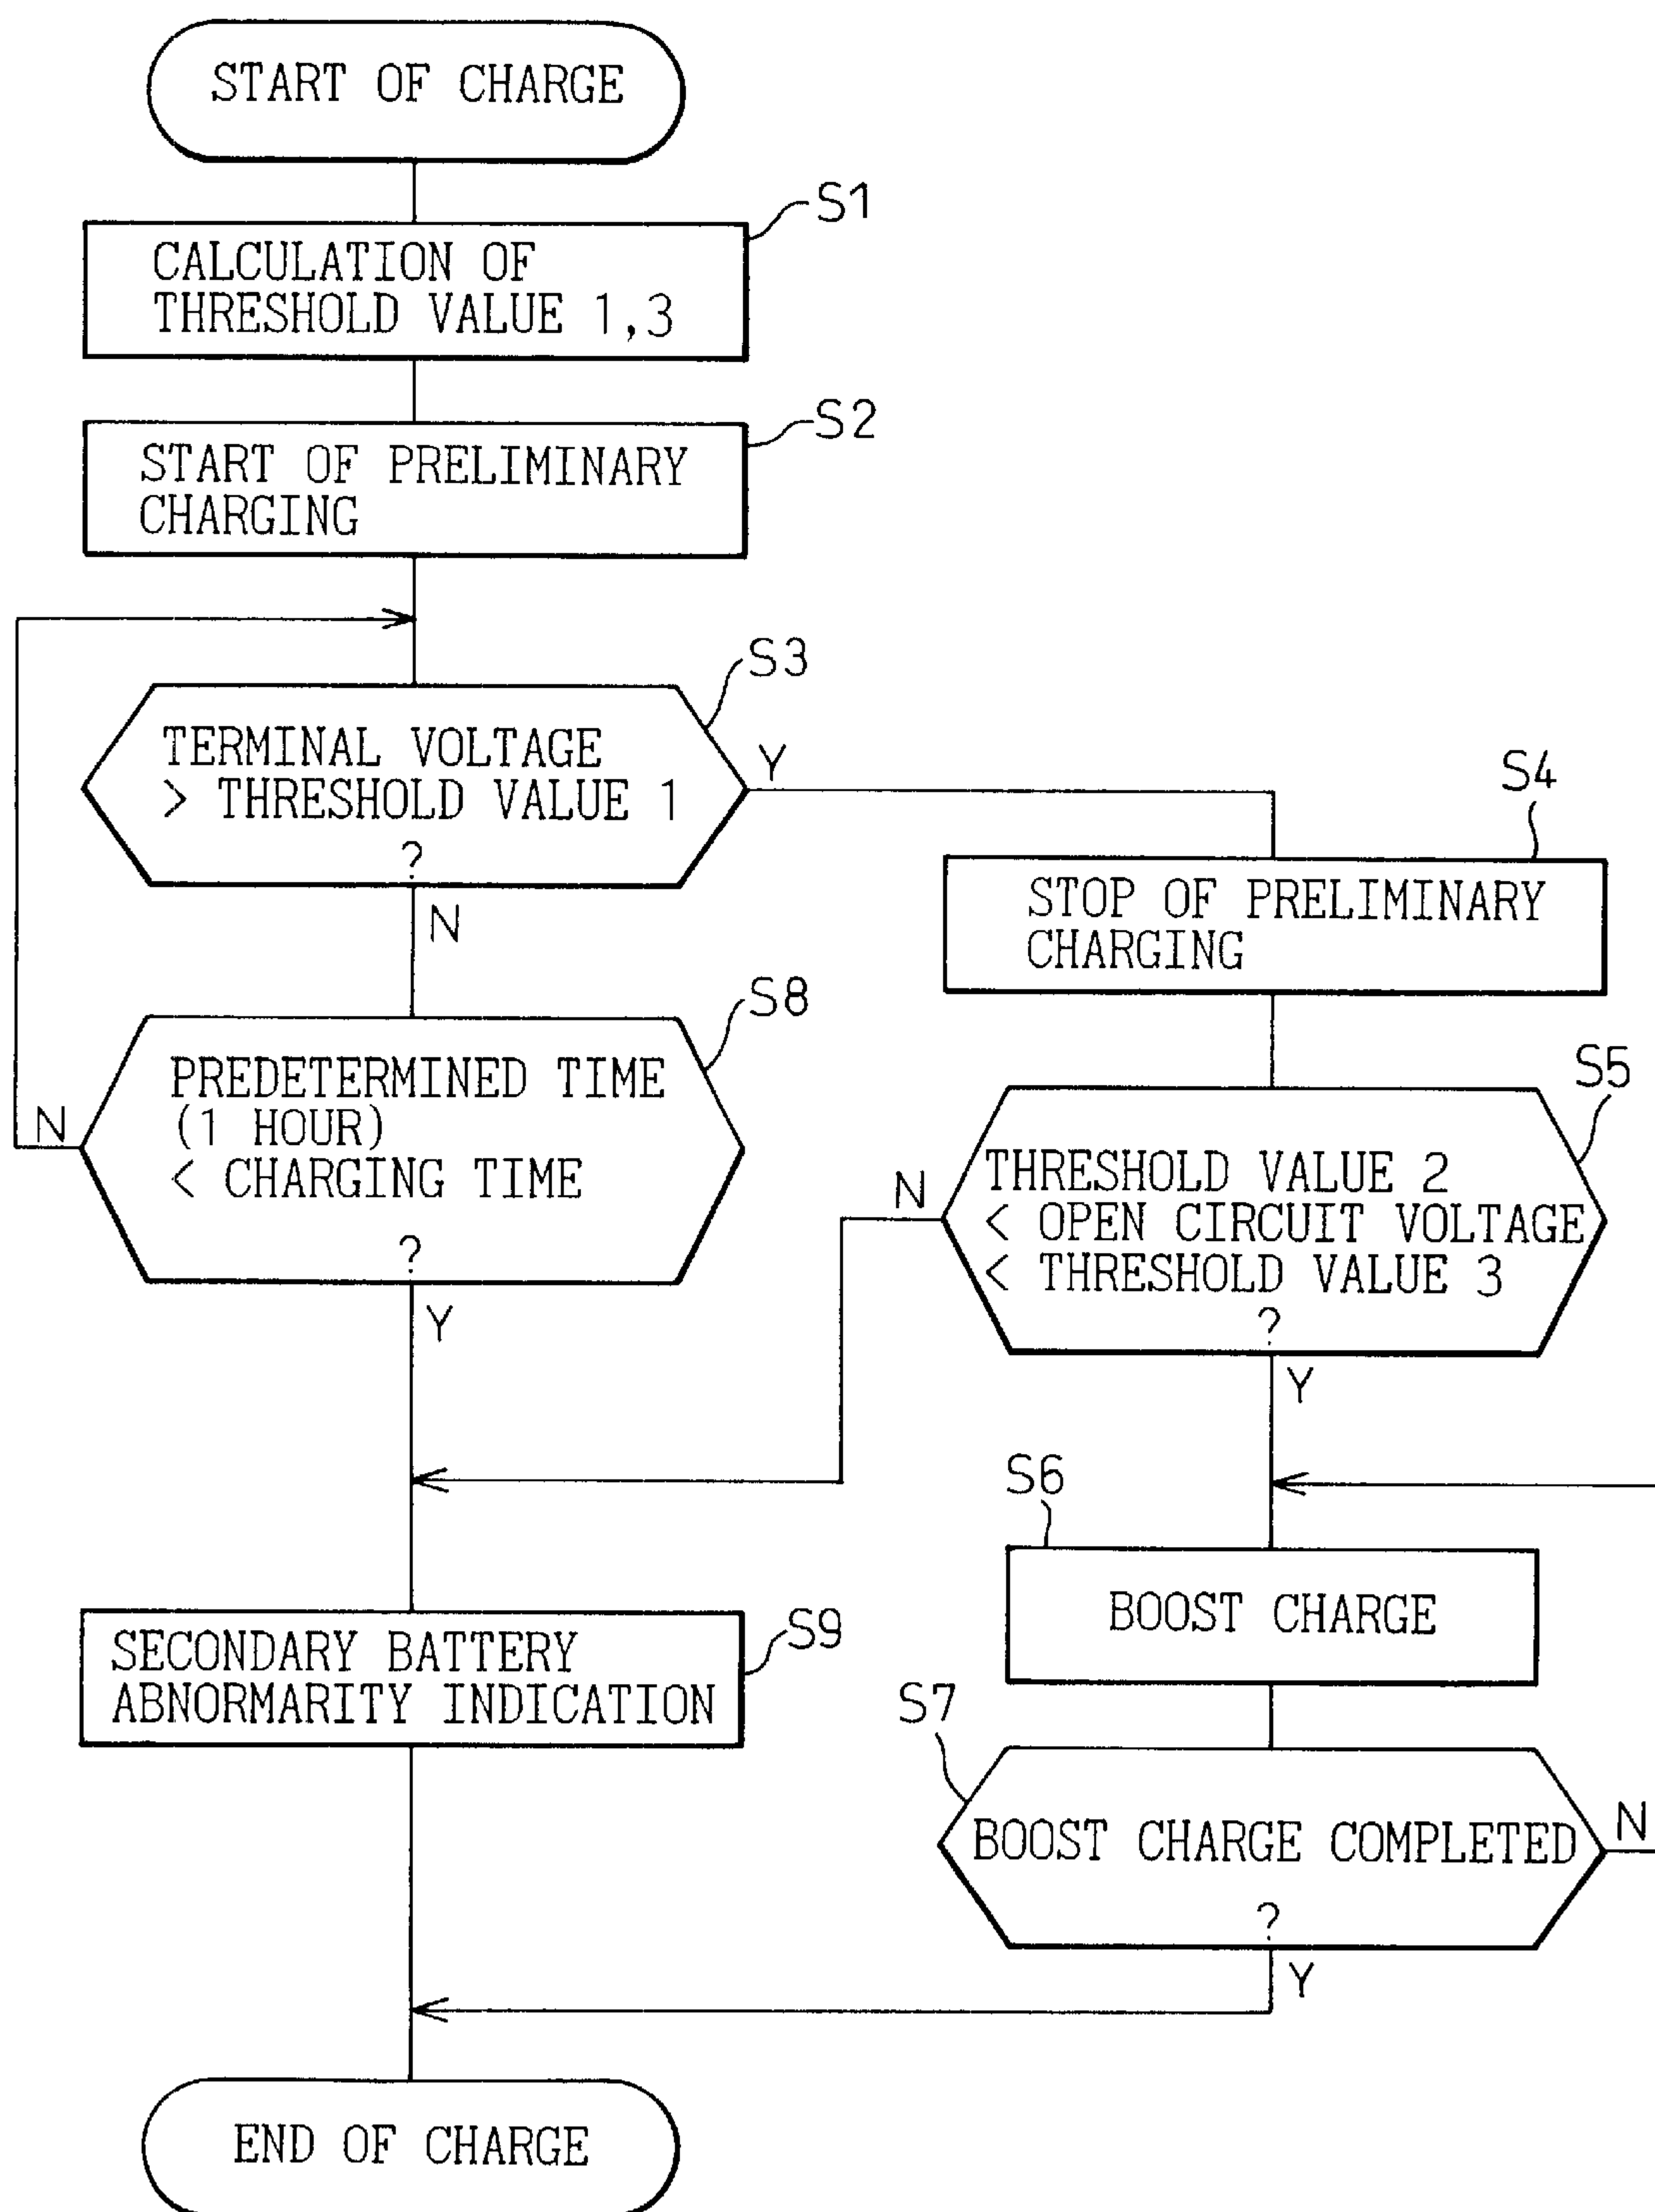 START OF CHARGE
S1
CALCULATION OF
THRESHOLD VALUE 1,3
S2
START OF PRELIMINARY
CHARGING
S3
TERMINAL VOLTAGE
> THRESHOLD VALUE 1
?
Y
N
S4
STOP OF PRELIMINARY
CHARGING
S8
PREDETERMINED TIME
(1 HOUR)
< CHARGING TIME
?
N
Y
S5
THRESHOLD VALUE 2
< OPEN CIRCUIT VOLTAGE
< THRESHOLD VALUE 3
?
N
Y
S6
BOOST CHARGE
S9
SECONDARY BATTERY
ABNORMARITY INDICATION
S7
BOOST CHARGE COMPLETED
?
N
Y
END OF CHARGE